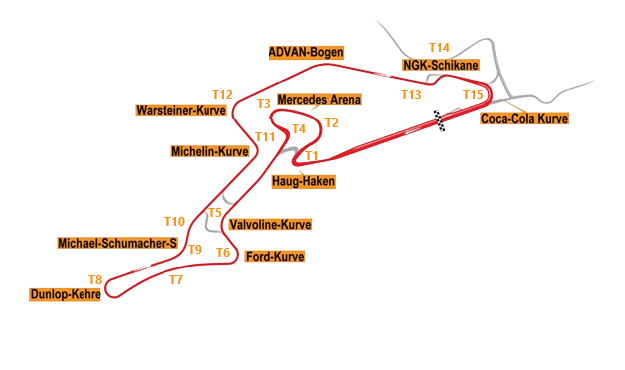 T14
ADVAN-Bogen
NGK-Schikane
T12
T13
T15
T3
Mercedes Arena
Warsteiner-Kurve
T2
Coca-Cola Kurve
T11
T4
Michelin-Kurve
T1
Haug-Haken
T5
T10
Valvoline-Kurve
Michael-Schumacher-S
T9
T6
Ford-Kurve
T8
T7
Dunlop-Kehre